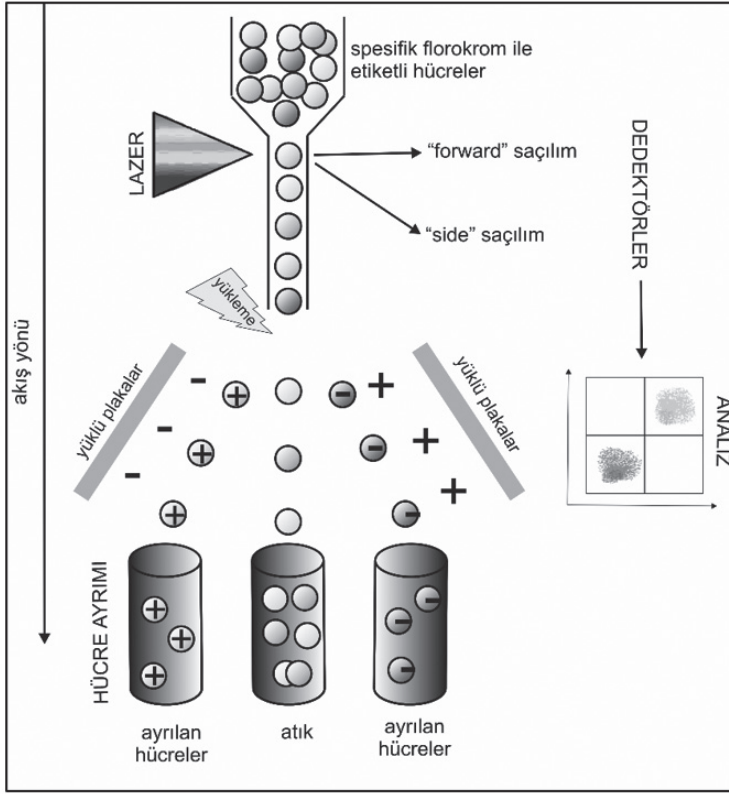 spesifik florokrom ile
etiketli hücreler
LAZER
"forward" saçılım
"side" saçılım
DEDEKTÖRLER
yükleme
akış yönü
yüklü plakalar
yüklü plakalar
ANALİZ
HÜCRE AYRIMI
ayrılan
hücreler
atık
ayrılan
hücreler